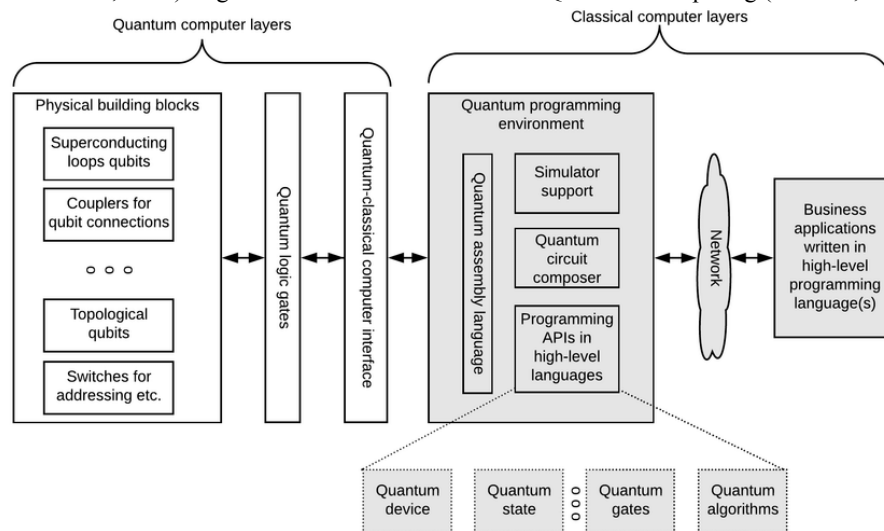 Quantum computer layers
Classical computer layers
Physical building blocks
Superconducting
loops qubits
Couplers for
qubit connections
Topological
qubits
Switches for
addressing etc.
Quantum logic gates
Quantum-classical computer interface
Quantum programming
environment
Quantum assembly language
Simulator
support
Quantum
circuit
composer
Programming
APIs in
high-level
languages
Network
Business
applications
written in
high-level
programming
language(s)
Quantum
device
Quantum
state
Quantum
gates
Quantum
algorithms